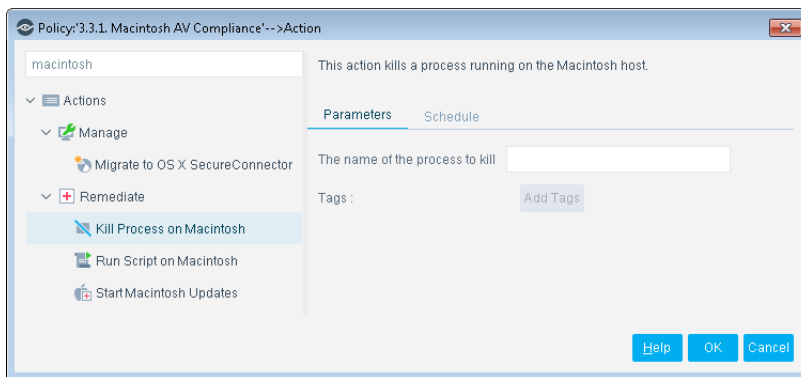 Policy:'3.3.1. Macintosh AV Compliance'-->Action
macintosh
Actions
Manage
Migrate to OS X SecureConnector
Remediate
Kill Process on Macintosh
Run Script on Macintosh
Start Macintosh Updates
This action kills a process running on the Macintosh host.
Parameters Schedule
The name of the process to kill
Tags : Add Tags
Help OK Cancel